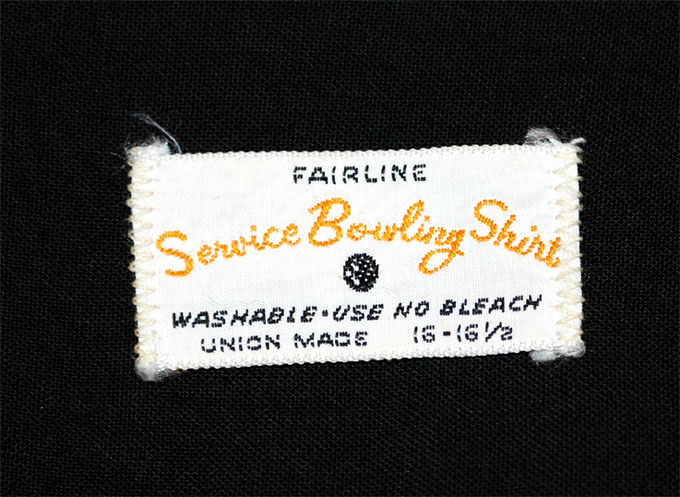 FAIRLINE
Service Bowling Shirt
WASHABLE·USE NO BLEACH
UNION MADE 16-16½